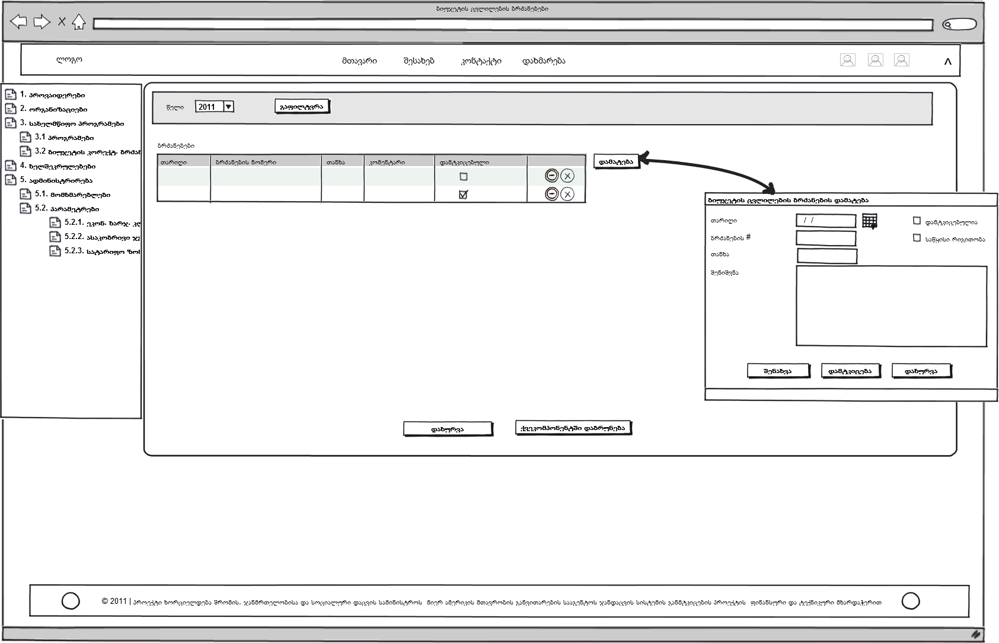 ბიუჯეტის ცვლილების ბრძანებები
ლოგო
მთავარი
შესახებ
კონტაქტი
დახმარება
1. პროვაიდერები
2. ორგანიზაციები
3. სახელმწიფო პროგრამები
3.1 პროგრამები
3.2 ბიუჯეტის კორექტ. ბრძან
4. ხელშეკრულებები
5. ადმინისტრირება
5.1. მომხმარებლები
5.2. პარამეტრები
5.2.1. ეკონ. ხარჯ. კო
5.2.2. ასაკობრივი ჯგ
5.2.3. სატარიფო ზონ
წელი
2011
გაფილტვრა
ბრძანებები
თარიღი
ბრძანების ნომერი
თანხა
კომენტარი
დამტკიცებული
დამატება
ბიუჯეტის ცვლილების ბრძანების დამატება
თარიღი
/ /
დამტკიცებულია
ბრძანების #
საწყისი რიგითობა
თანხა
შენიშვნა
შენახვა
დამტკიცება
დახურვა
დახურვა
ქვეკომპონენტში დაბრუნება
© 2011 | პროექტი ხორციელდება შრომის, ჯანმრთელობისა და სოციალური დაცვის სამინისტროს მიერ ამერიკის მთავრობის განვითარების სააგენტოს ჯანდაცვის სისტემის განმტკიცების პროექტის ფინანსური და ტექნიკური მხარდაჭერით